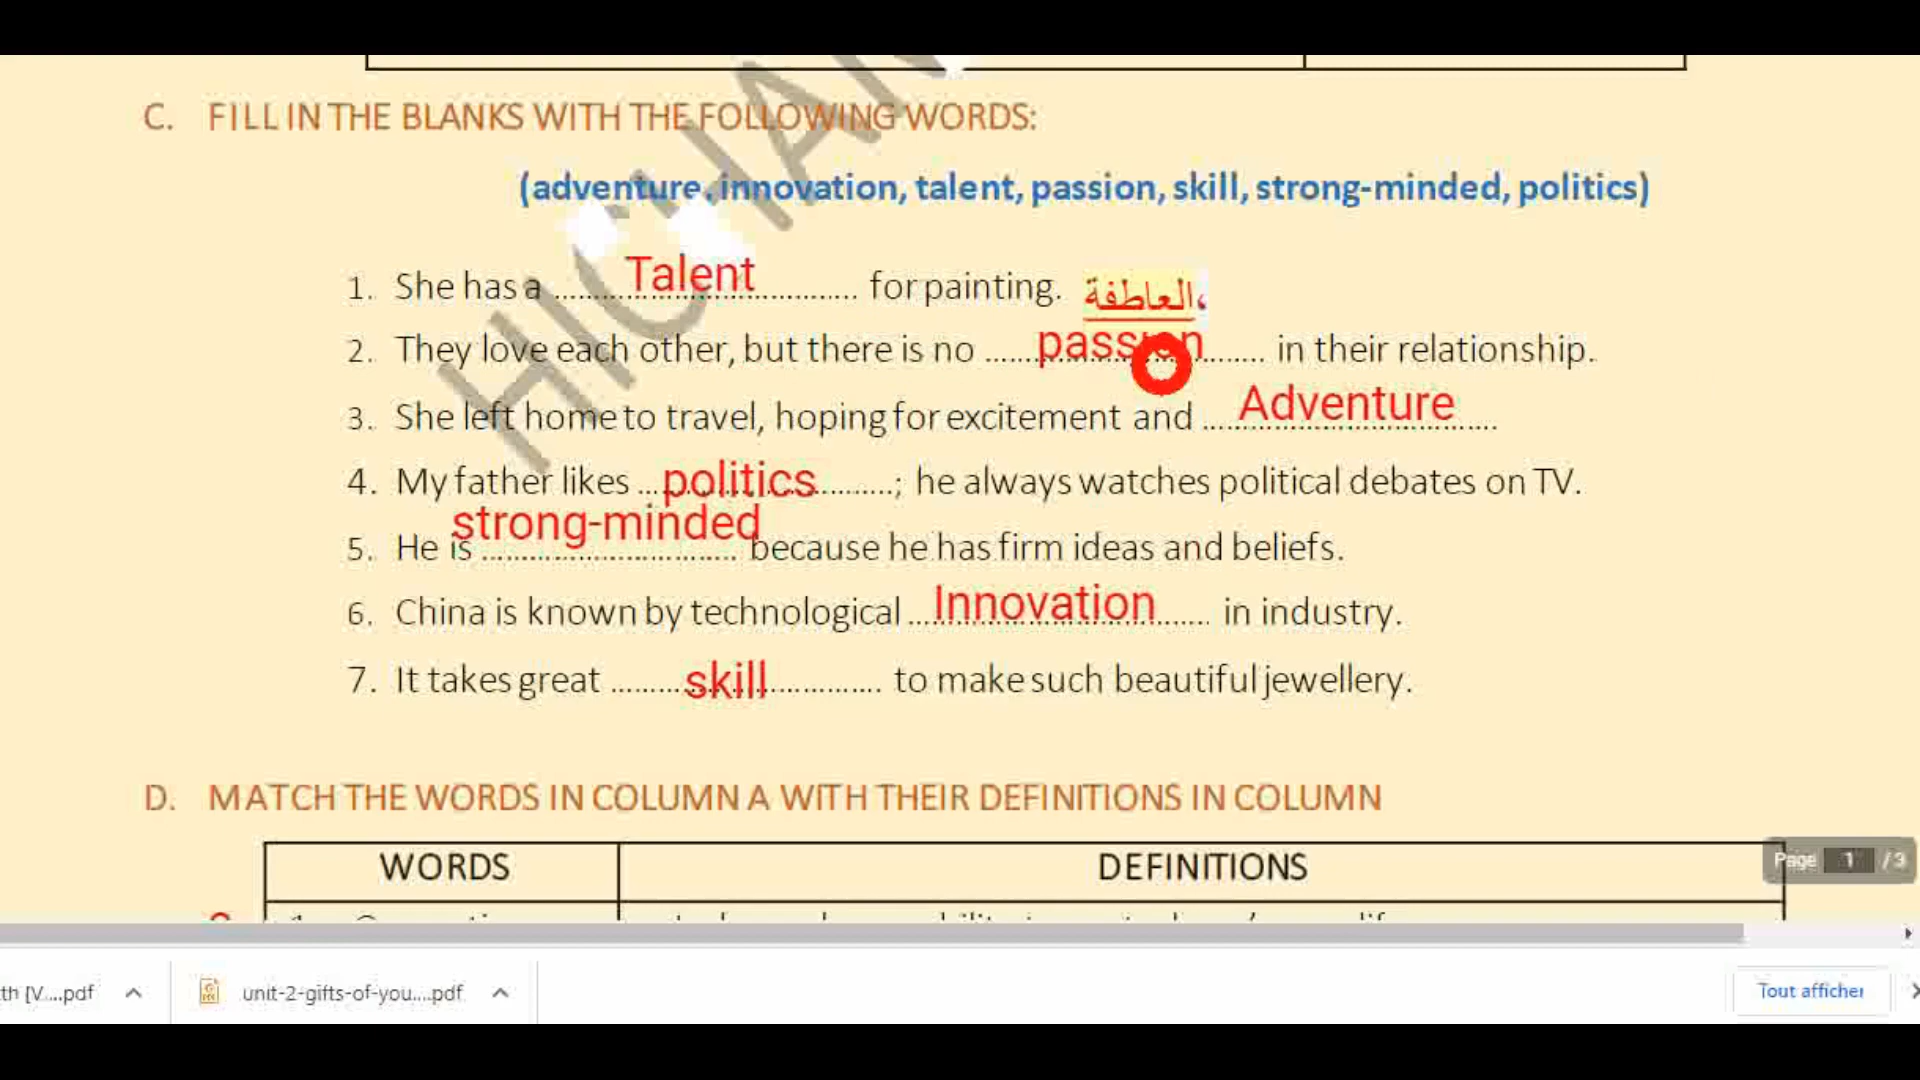 C. FILL IN THE BLANKS WITH THE FOLLOWING WORDS:
(adventure, innovation, talent, passion, skill, strong-minded, politics)
1. She has a ....Talent.... for painting. العاطفة،
2. They love each other, but there is no ....passion.... in their relationship.
3. She left home to travel, hoping for excitement and ....Adventure....
4. My father likes ....politics....; he always watches political debates on TV.
5. He is ....strong-minded.... because he has firm ideas and beliefs.
6. China is known by technological ....Innovation.... in industry.
7. It takes great ....skill.... to make such beautiful jewellery.
D. MATCH THE WORDS IN COLUMN A WITH THEIR DEFINITIONS IN COLUMN
WORDS DEFINITIONS
Page 1 / 3
th [V....pdf unit-2-gifts-of-you....pdf Tout afficher